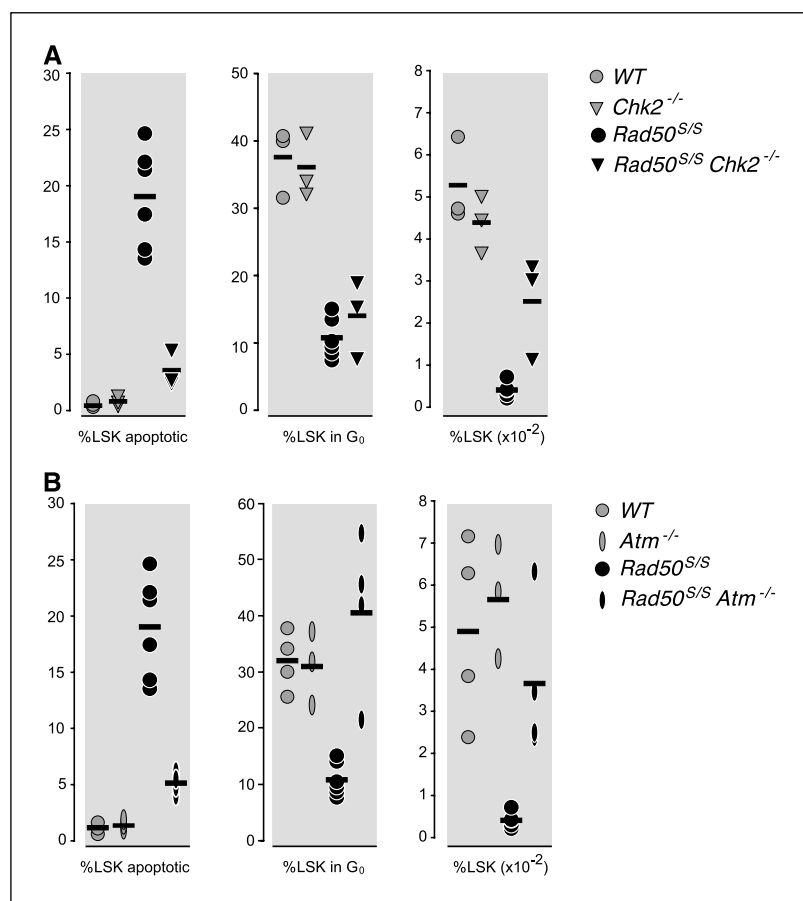 A
30
25
20
15
10
5
0
%LSK apoptotic
50
40
30
20
10
0
%LSK in G₀
8
7
6
5
4
3
2
1
0
%LSK (x10⁻²)
WT
Chk2⁻/⁻
Rad50ˢ/ˢ
Rad50ˢ/ˢ Chk2⁻/⁻
B
30
25
20
15
10
5
0
%LSK apoptotic
60
50
40
30
20
10
0
%LSK in G₀
8
7
6
5
4
3
2
1
0
%LSK (x10⁻²)
WT
Atm⁻/⁻
Rad50ˢ/ˢ
Rad50ˢ/ˢ Atm⁻/⁻